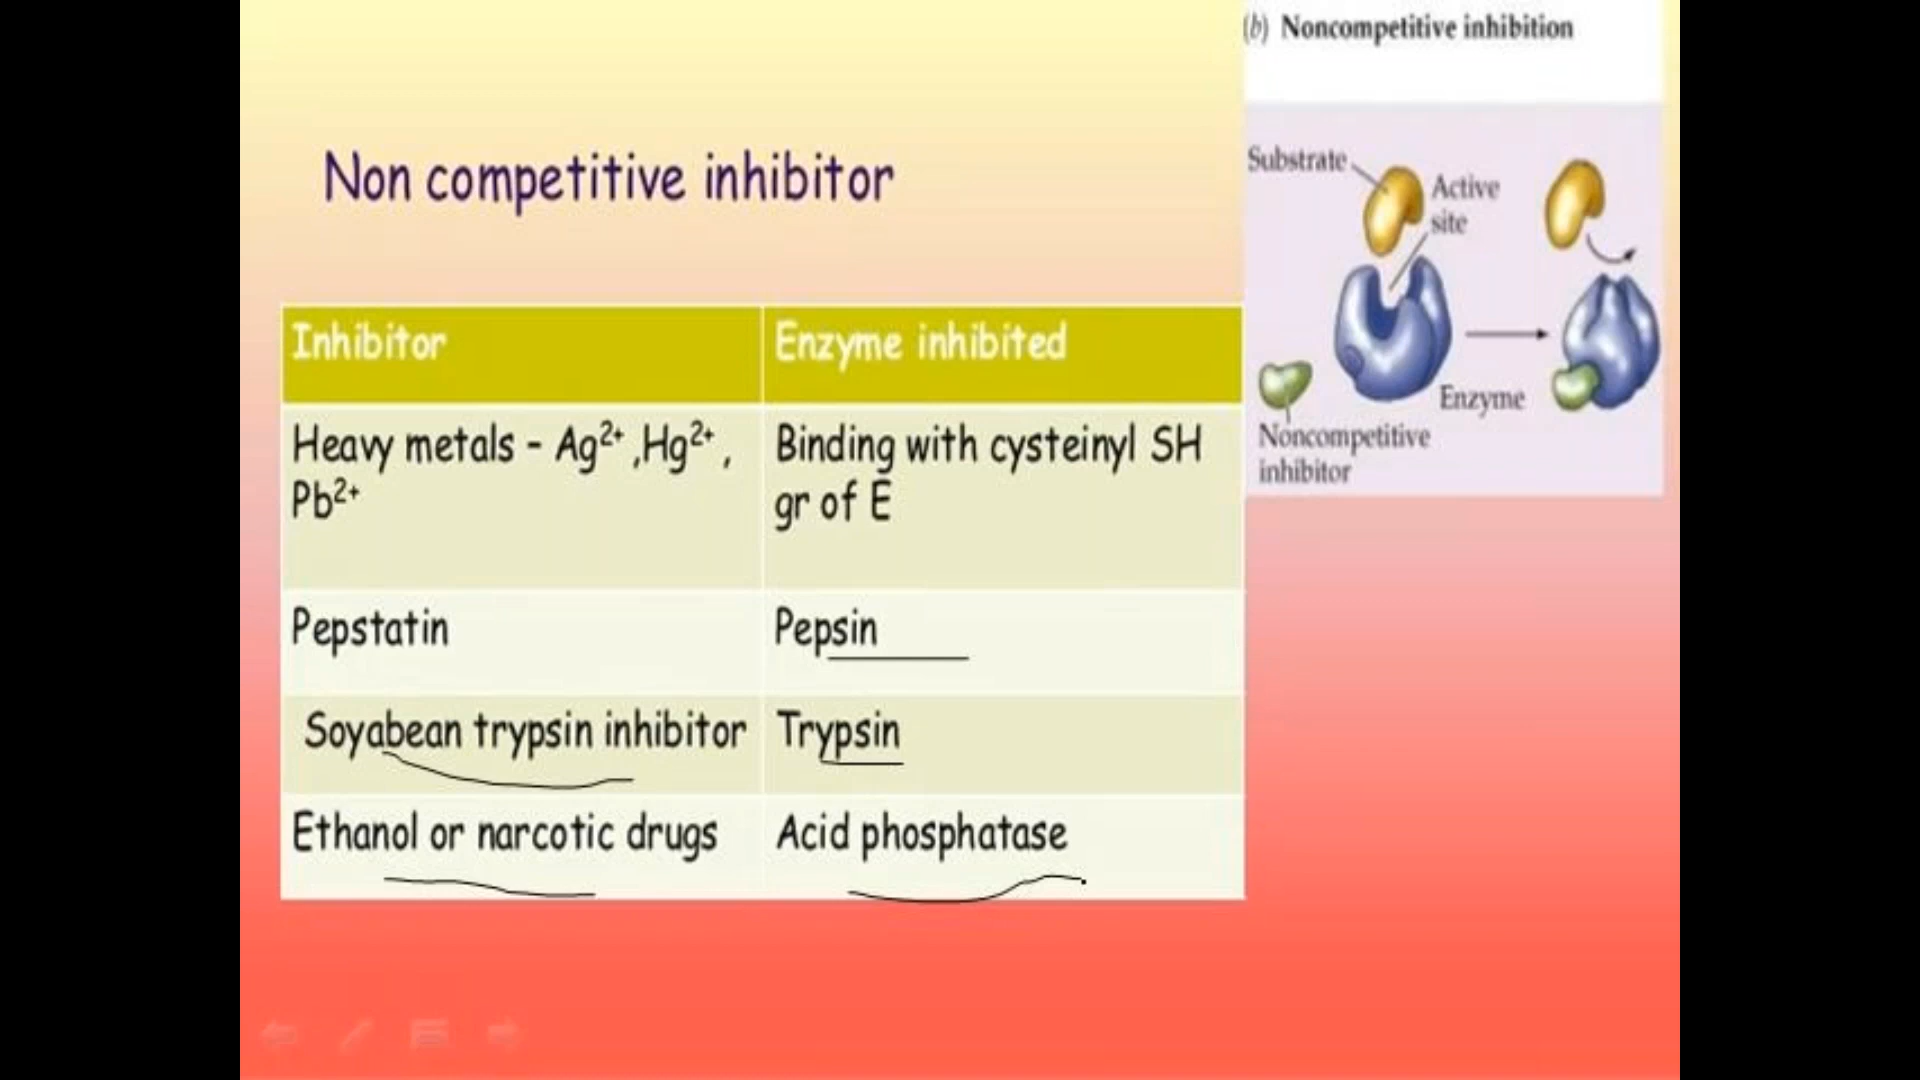 (b) Noncompetitive inhibition
Non competitive inhibitor
Substrate
Active
site
Enzyme
Noncompetitive
inhibitor
Inhibitor
Enzyme inhibited
Heavy metals - Ag²⁺ ,Hg²⁺ ,
Pb²⁺
Binding with cysteinyl SH
gr of E
Pepstatin
Pepsin
Soyabean trypsin inhibitor
Trypsin
Ethanol or narcotic drugs
Acid phosphatase